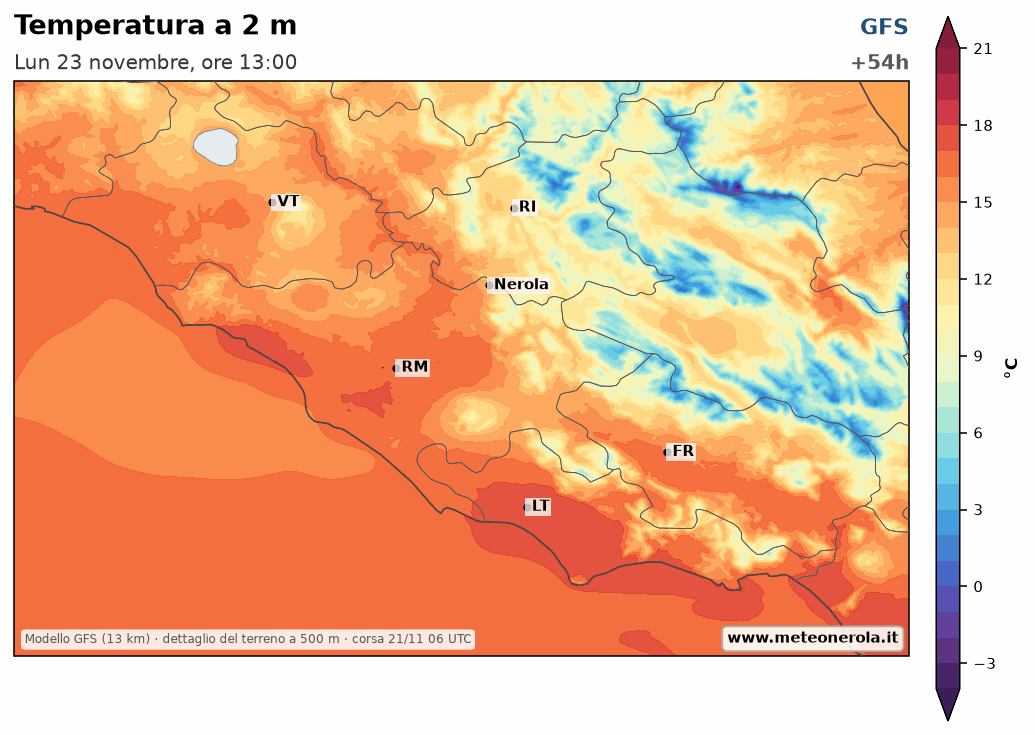 Temperatura a 2 m
GFS
Lun 23 novembre, ore 13:00
+54h
21
18
15
12
9
6
3
0
−3
°C
VT
RI
Nerola
RM
FR
LT
Modello GFS (13 km) · dettaglio del terreno a 500 m · corsa 21/11 06 UTC
www.meteonerola.it